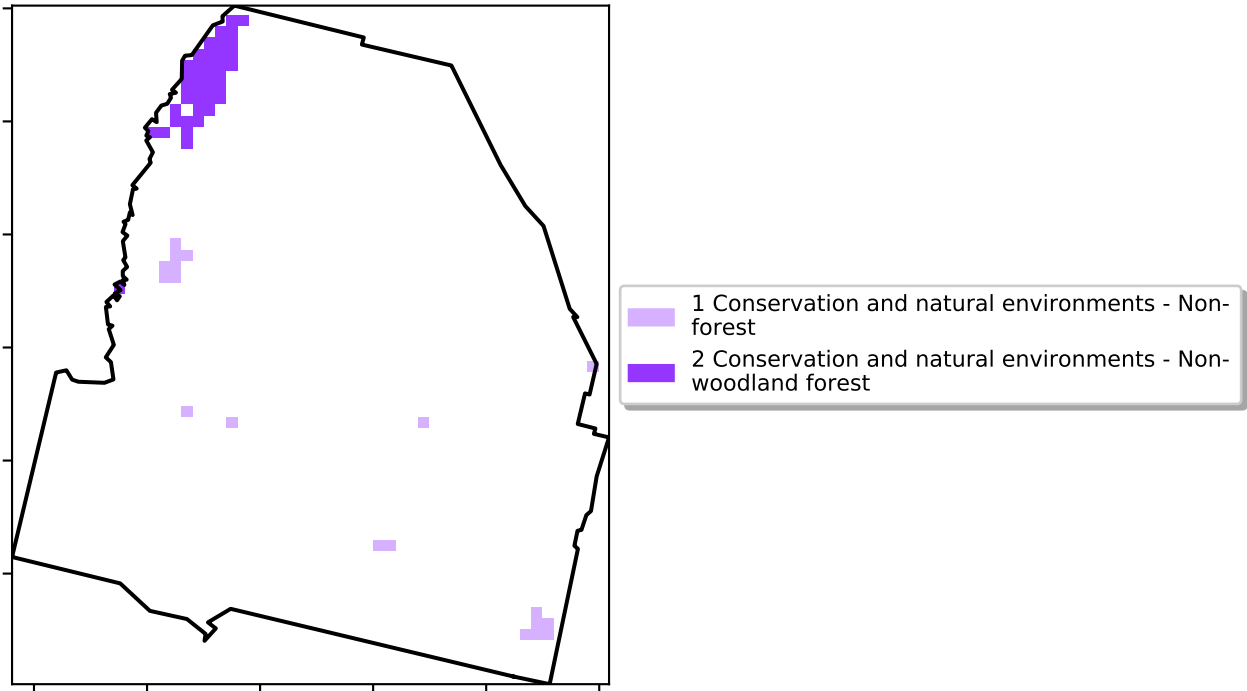 1 Conservation and natural environments - Non-
forest
2 Conservation and natural environments - Non-
woodland forest